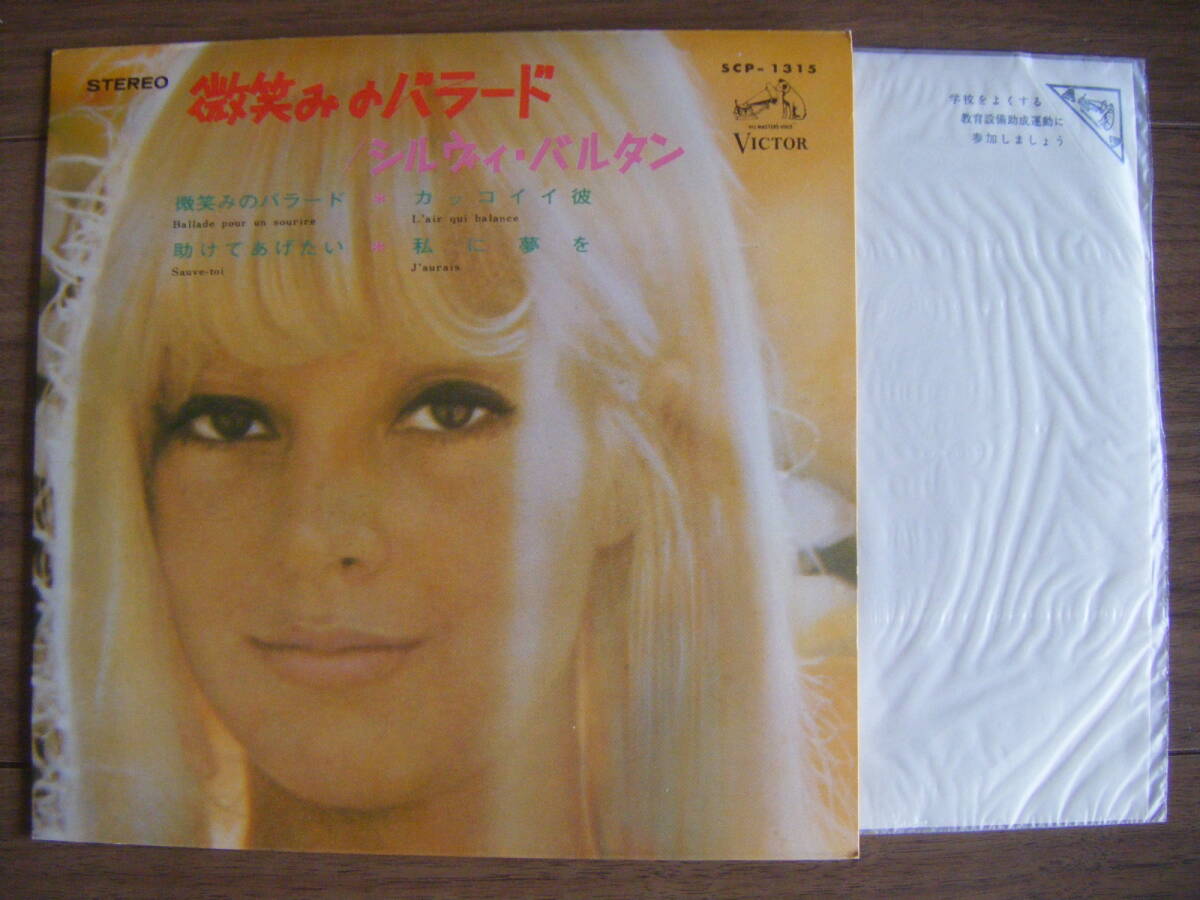 STEREO
微笑みのバラード
/シルヴィ・バルタン
SCP-1315
HIS MASTER'S VOICE
VICTOR
微笑みのバラード * カッコイイ彼
Ballade pour un sourire L'air qui balance
助けてあげたい * 私に夢を
Sauve-toi J'aurais
学校をよくする
教育設備助成運動に
参加しましょう